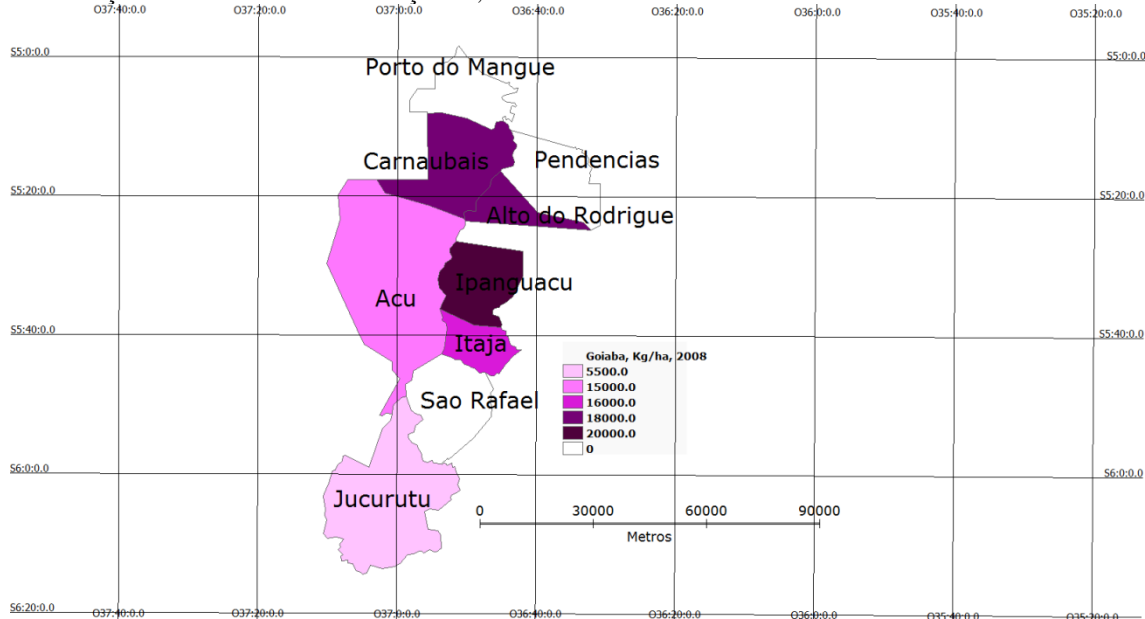 O37:40:0.0 O37:20:0.0 O37:0:0.0 O36:40:0.0 O36:20:0.0 O36:0:0.0 O35:40:0.0 O35:20:0.0
S5:0:0.0 S5:0:0.0
Porto do Mangue
Carnaubais Pendencias
S5:20:0.0 S5:20:0.0
Alto do Rodrigue
Ipanguacu
Acu
S5:40:0.0 S5:40:0.0
Itaja
Goiaba, Kg/ha, 2008
5500.0
15000.0
Sao Rafael
16000.0
18000.0
20000.0
0
S6:0:0.0 S6:0:0.0
Jucurutu
0 30000 60000 90000
Metros
S6:20:0.0 S6:20:0.0
O37:40:0.0 O37:20:0.0 O37:0:0.0 O36:40:0.0 O36:20:0.0 O36:0:0.0 O35:40:0.0 O35:20:0.0